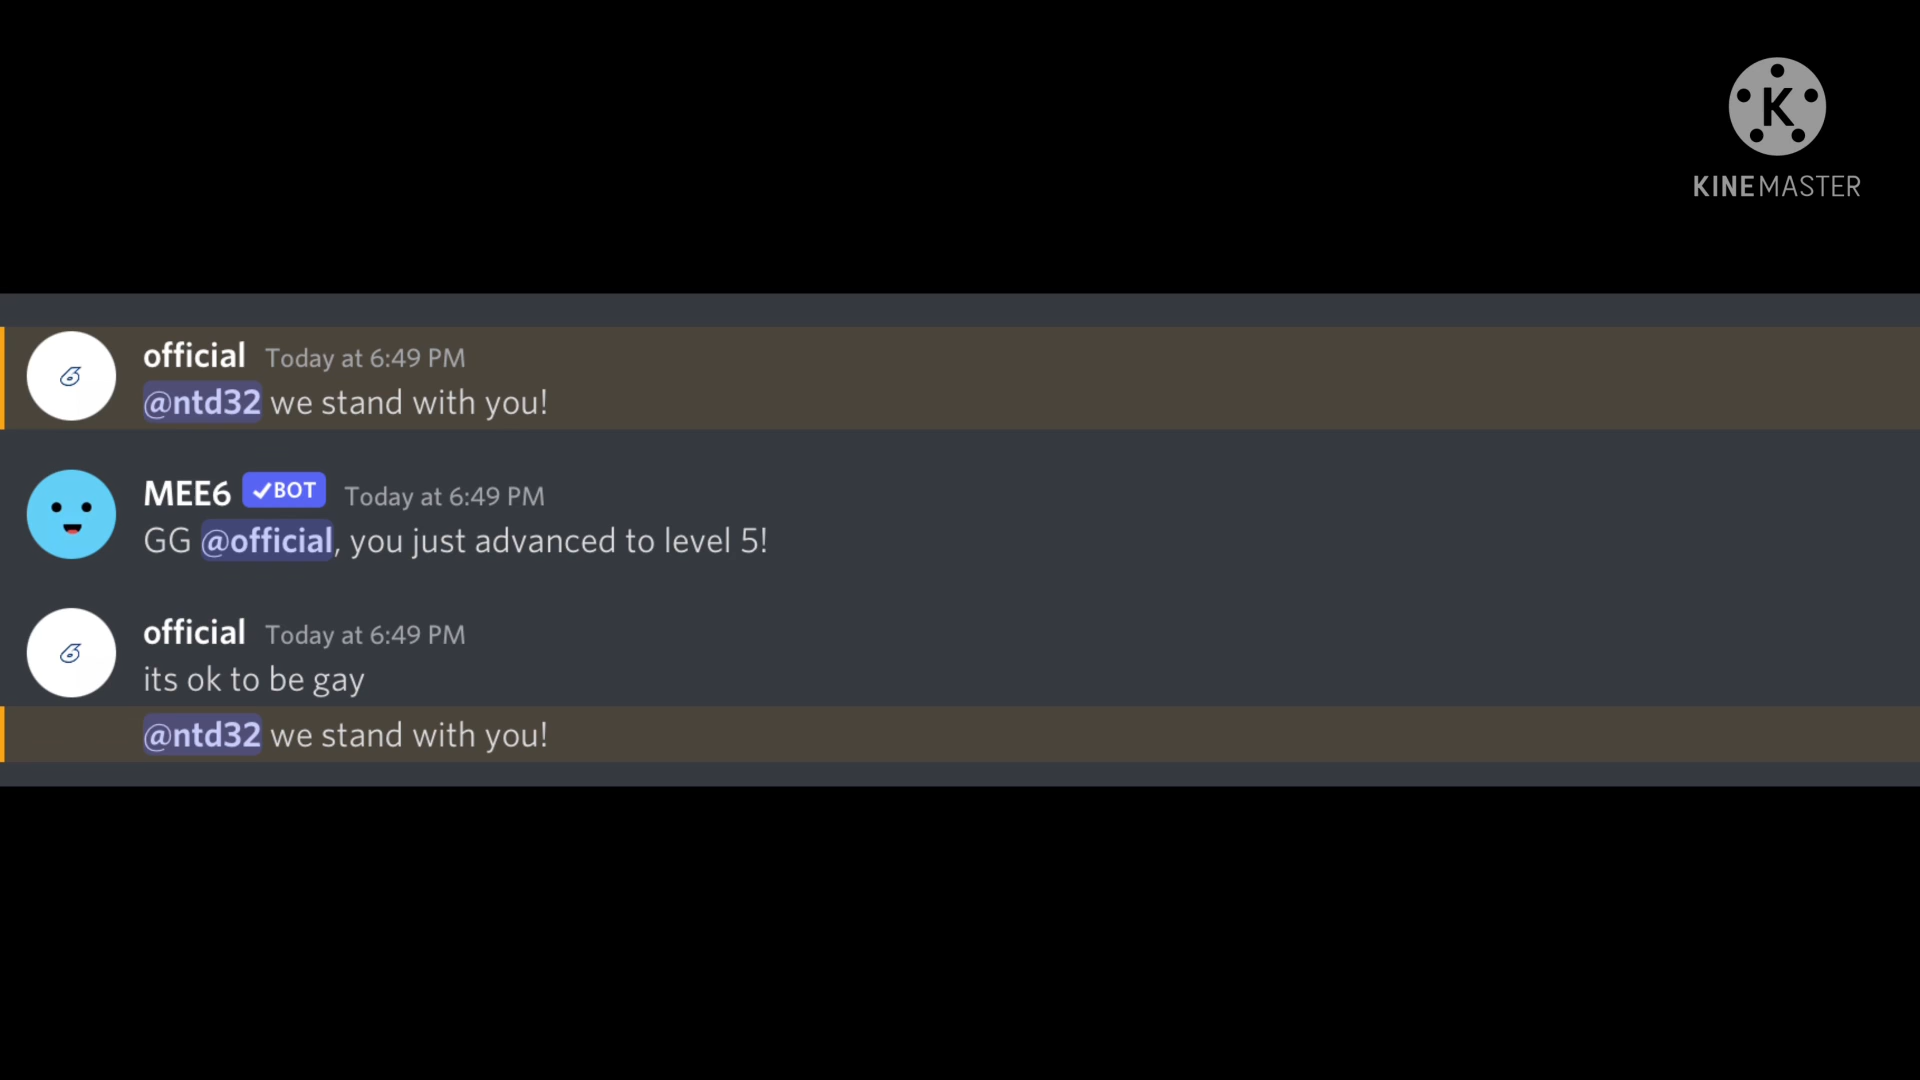 K
KINEMASTER
official Today at 6:49 PM
@ntd32 we stand with you!
MEE6 ✓BOT Today at 6:49 PM
GG @official, you just advanced to level 5!
official Today at 6:49 PM
its ok to be gay
@ntd32 we stand with you!